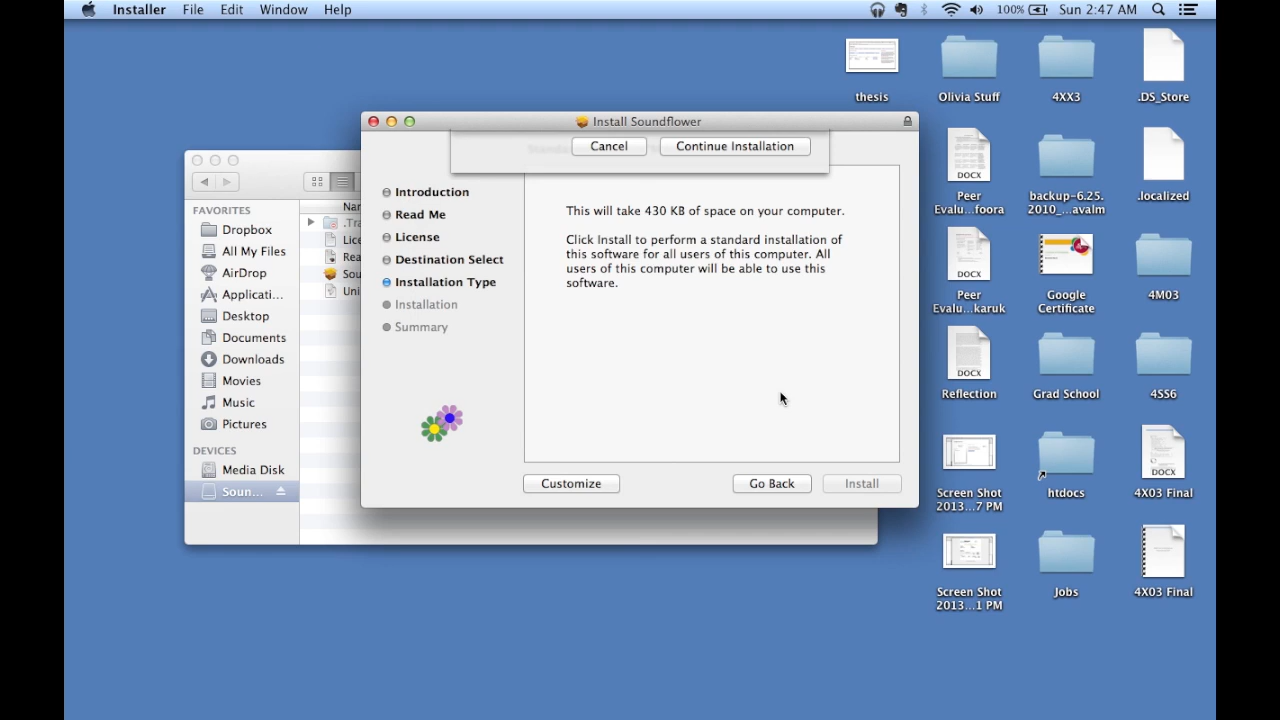 Installer File Edit Window Help 100% Sun 2:47 AM
thesis
Olivia Stuff
4XX3
.DS_Store
Peer
Evalu...foora
backup-6.25.
2010_...avalm
.localized
Peer
Evalu...karuk
Google
Certificate
4M03
Reflection
Grad School
4SS6
Screen Shot
2013...7 PM
htdocs
4X03 Final
Screen Shot
2013...1 PM
Jobs
4X03 Final
DOCX
DOCX
DOCX
DOCX
Install Soundflower
Cancel Continue Installation
Introduction
Read Me
License
Destination Select
Installation Type
Installation
Summary
This will take 430 KB of space on your computer.
Click Install to perform a standard installation of
this software for all users of this computer. All
users of this computer will be able to use this
software.
Customize Go Back Install
FAVORITES
Dropbox
All My Files
AirDrop
Applicati...
Desktop
Documents
Downloads
Movies
Music
Pictures
DEVICES
Media Disk
Soun...
Nar
.Tra
Lice
Rea
Sou
Uni